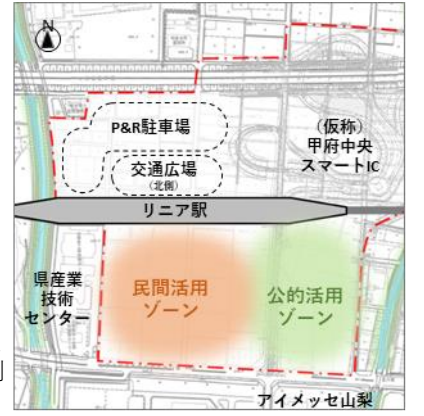 N
P&R駐車場
(仮称)
甲府中央
スマートIC
交通広場
(北側)
リニア駅
県産業
技術
センター
民間活用
ゾーン
公的活用
ゾーン
アイメッセ山梨